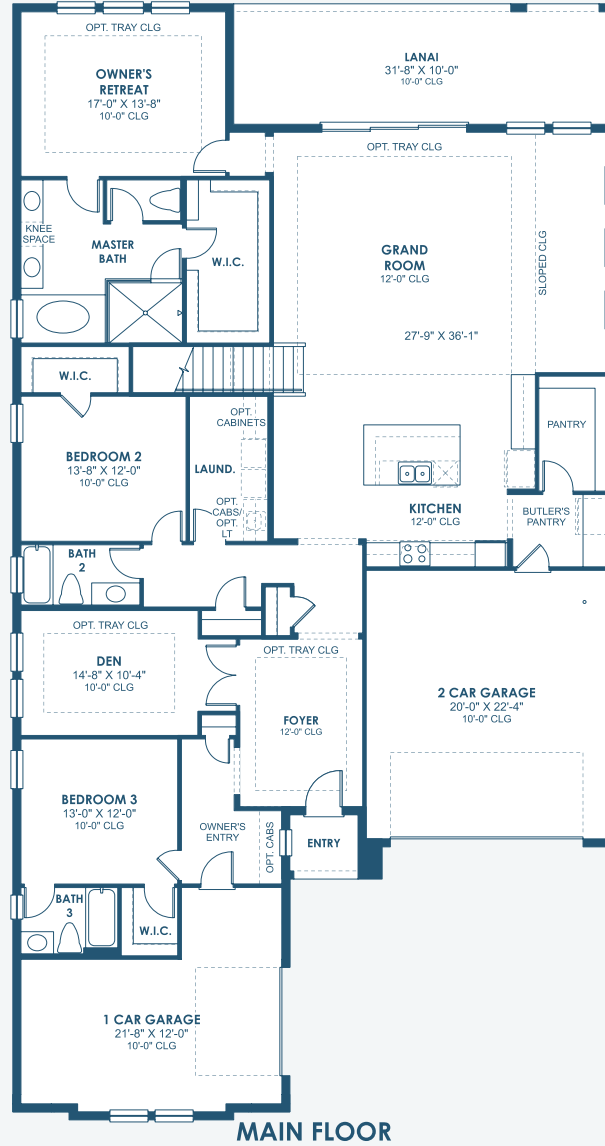 OPT. TRAY CLG
OWNER'S
RETREAT
17'-0" X 13'-8"
10'-0" CLG
LANAI
31'-8" X 10'-0"
10'-0" CLG
OPT. TRAY CLG
GRAND
ROOM
12'-0" CLG
27'-9" X 36'-1"
SLOPED CLG
KNEE
SPACE
MASTER
BATH
W.I.C.
W.I.C.
BEDROOM 2
13'-8" X 12'-0"
10'-0" CLG
OPT.
CABINETS
LAUND.
OPT.
CABS/
OPT.
LT
PANTRY
KITCHEN
12'-0" CLG
BUTLER'S
PANTRY
BATH
2
OPT. TRAY CLG
DEN
14'-8" X 10'-4"
10'-0" CLG
OPT. TRAY CLG
FOYER
12'-0" CLG
2 CAR GARAGE
20'-0" X 22'-4"
10'-0" CLG
BEDROOM 3
13'-0" X 12'-0"
10'-0" CLG
OWNER'S
ENTRY
OPT. CABS
ENTRY
BATH
3
W.I.C.
1 CAR GARAGE
21'-8" X 12'-0"
10'-0" CLG
MAIN FLOOR